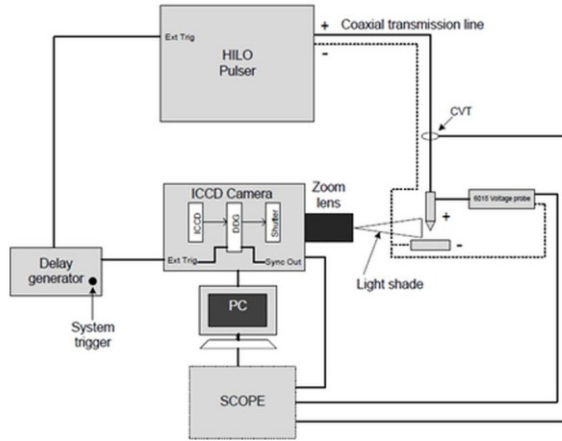 +
Coaxial transmission line
Ext Trig
HILO
Pulser
-
CVT
ICCD Camera
Zoom
lens
ICCD
DDG
Shutter
6015 Voltage probe
+
-
Ext Trig
Sync Out
Delay
generator
Light shade
System
trigger
PC
SCOPE